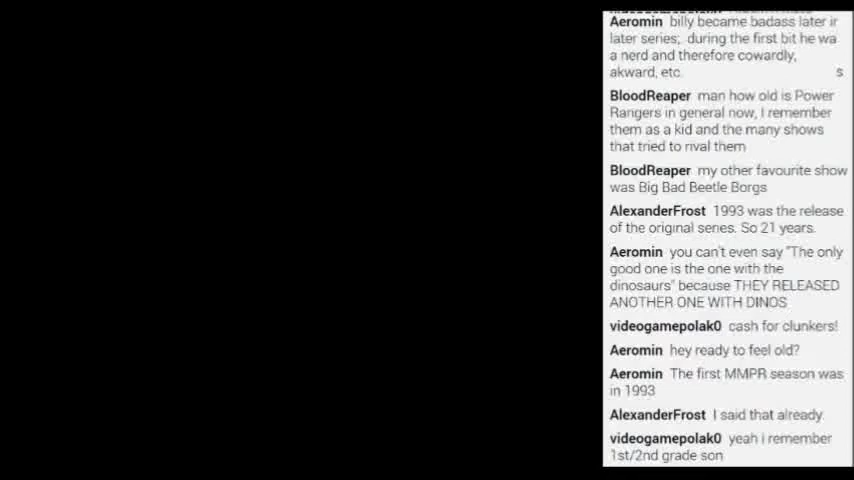 Aeromin billy became badass later ir
later series;, during the first bit he wa
a nerd and therefore cowardly,
akward, etc. s
BloodReaper man how old is Power
Rangers in general now, I remember
them as a kid and the many shows
that tried to rival them
BloodReaper my other favourite show
was Big Bad Beetle Borgs
AlexanderFrost 1993 was the release
of the original series. So 21 years.
Aeromin you can't even say "The only
good one is the one with the
dinosaurs" because THEY RELEASED
ANOTHER ONE WITH DINOS
videogamepolak0 cash for clunkers!
Aeromin hey ready to feel old?
Aeromin The first MMPR season was
in 1993
AlexanderFrost I said that already.
videogamepolak0 yeah i remember
1st/2nd grade son